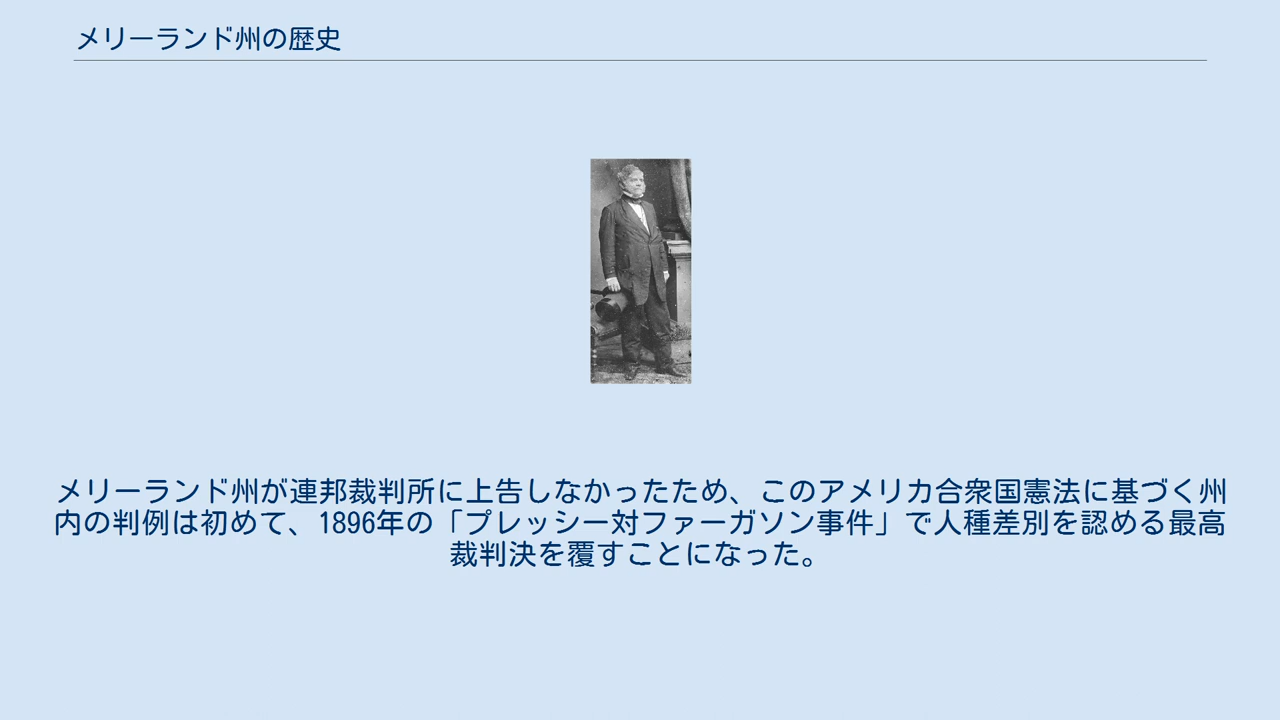 メリーランド州の歴史
メリーランド州が連邦裁判所に上告しなかったため、このアメリカ合衆国憲法に基づく州
内の判例は初めて、1896年の「プレッシー対ファーガソン事件」で人種差別を認める最高
裁判決を覆すことになった。